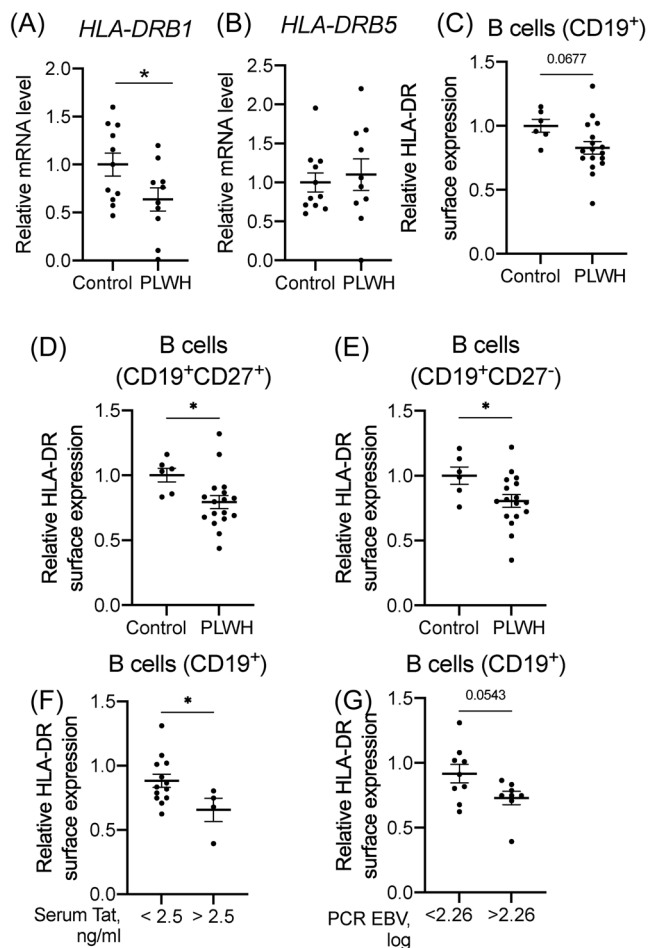 (A) HLA-DRB1
Relative mRNA level
2.0
1.5
1.0
0.5
0.0
*
Control PLWH
(B) HLA-DRB5
Relative mRNA level
2.5
2.0
1.5
1.0
0.5
0.0
Control PLWH
(C) B cells (CD19+)
Relative HLA-DR
surface expression
1.5
1.0
0.5
0.0
0.0677
Control PLWH
(D) B cells
(CD19+CD27+)
Relative HLA-DR
surface expression
1.5
1.0
0.5
0.0
*
Control PLWH
(E) B cells
(CD19+CD27-)
Relative HLA-DR
surface expression
1.5
1.0
0.5
0.0
*
Control PLWH
B cells (CD19+)
(F)
Relative HLA-DR
surface expression
1.5
1.0
0.5
0.0
*
Serum Tat, < 2.5 > 2.5
ng/ml
B cells (CD19+)
(G)
Relative HLA-DR
surface expression
1.5
1.0
0.5
0.0
0.0543
PCR EBV, <2.26 >2.26
log